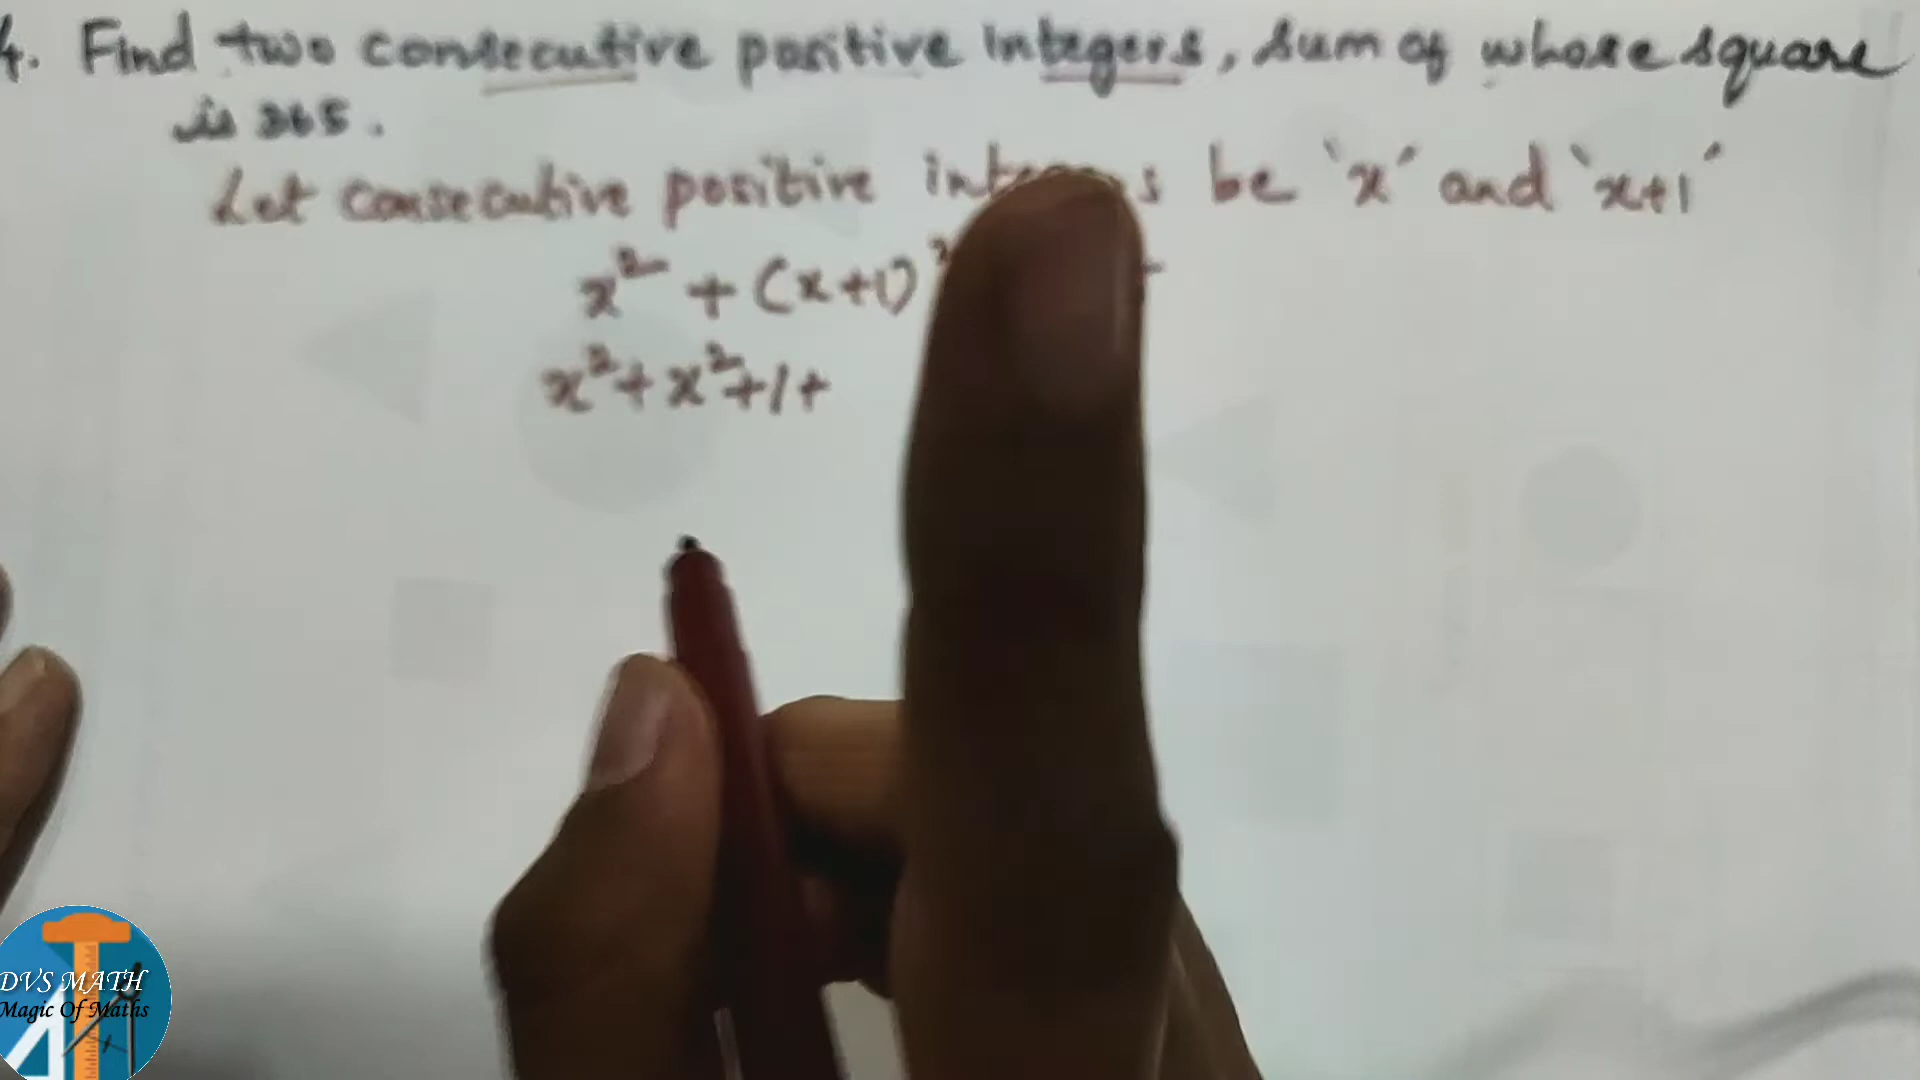 4. Find two consecutive positive integers, sum of whose square
is 365.
Let consecutive positive be 'x' and 'x+1'
x² + (x+1)²
x²+x²+1+
DVS MATH
Magic Of Maths